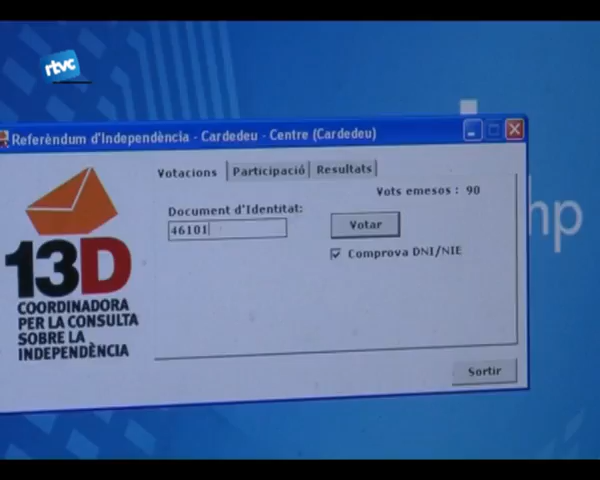 rtvc
Referèndum d'Independència - Cardedeu - Centre (Cardedeu)
Votacions Participació Resultats
Vots emesos : 90
Document d'Identitat:
46101
Votar
Comprova DNI/NIE
13D
COORDINADORA
PER LA CONSULTA
SOBRE LA
INDEPENDÈNCIA
Sortir
hp